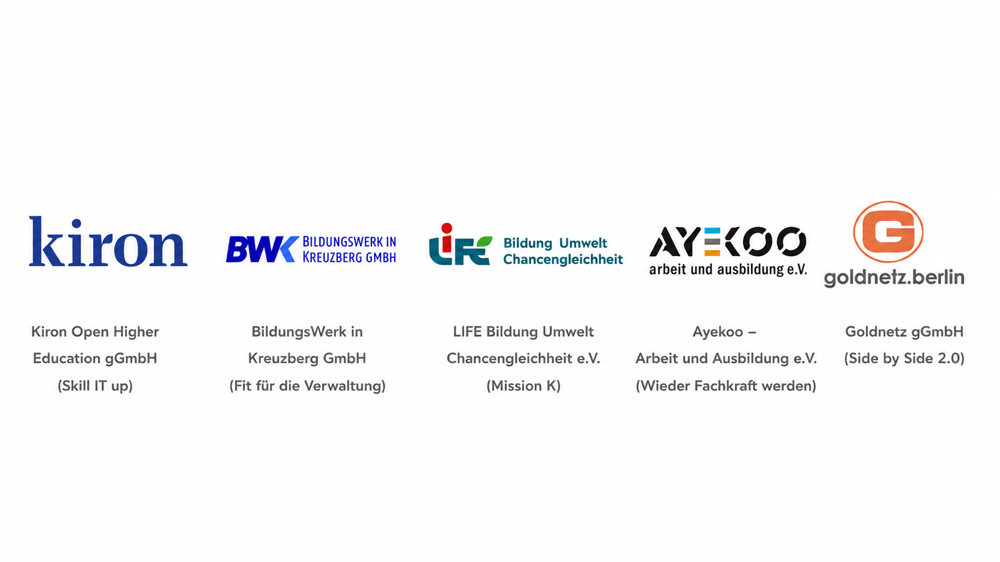 kiron
BWK BILDUNGSWERK IN
KREUZBERG GMBH
LiFE Bildung Umwelt
Chancengleichheit
AYEKOO
arbeit und ausbildung e.V.
G
goldnetz.berlin
Kiron Open Higher
Education gGmbH
(Skill IT up)
BildungsWerk in
Kreuzberg GmbH
(Fit für die Verwaltung)
LIFE Bildung Umwelt
Chancengleichheit e.V.
(Mission K)
Ayekoo –
Arbeit und Ausbildung e.V.
(Wieder Fachkraft werden)
Goldnetz gGmbH
(Side by Side 2.0)